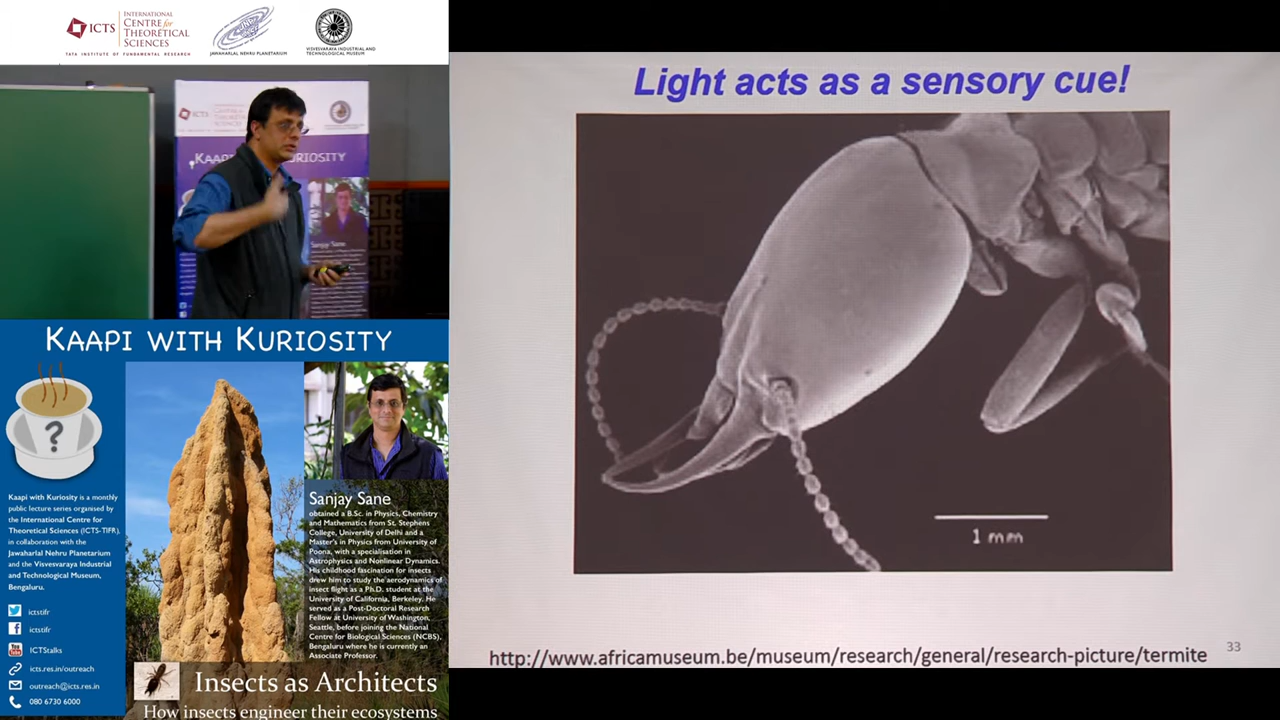 ICTS
INTERNATIONAL
CENTRE for
THEORETICAL
SCIENCES
TATA INSTITUTE OF FUNDAMENTAL RESEARCH
JAWAHARLAL NEHRU PLANETARIUM
VISVESVARAYA INDUSTRIAL AND
TECHNOLOGICAL MUSEUM
ICTS
KAAPI
KURIOSITY
Sanjay Sane
KAAPI WITH KURIOSITY
?
Kaapi with Kuriosity is a monthly
public lecture series organised by
the International Centre for
Theoretical Sciences (ICTS-TIFR),
in collaboration with the
Jawaharlal Nehru Planetarium
and the Visvesvaraya Industrial
and Technological Museum,
Bengaluru.
ictstifr
ictstifr
You
Tube
ICTStalks
icts.res.in/outreach
outreach@icts.res.in
080 6730 6000
Sanjay Sane
obtained a B.Sc. in Physics, Chemistry
and Mathematics from St. Stephens
College, University of Delhi and a
Master's in Physics from University of
Poona, with a specialisation in
Astrophysics and Nonlinear Dynamics.
His childhood fascination for insects
drew him to study the aerodynamics of
insect flight as a Ph.D. student at the
University of California, Berkeley. He
served as a Post-Doctoral Research
Fellow at University of Washington,
Seattle, before joining the National
Centre for Biological Sciences (NCBS),
Bengaluru where he is currently an
Associate Professor.
Insects as Architects
How insects engineer their ecosystems
Light acts as a sensory cue!
1 mm
http://www.africamuseum.be/museum/research/general/research-picture/termite
33